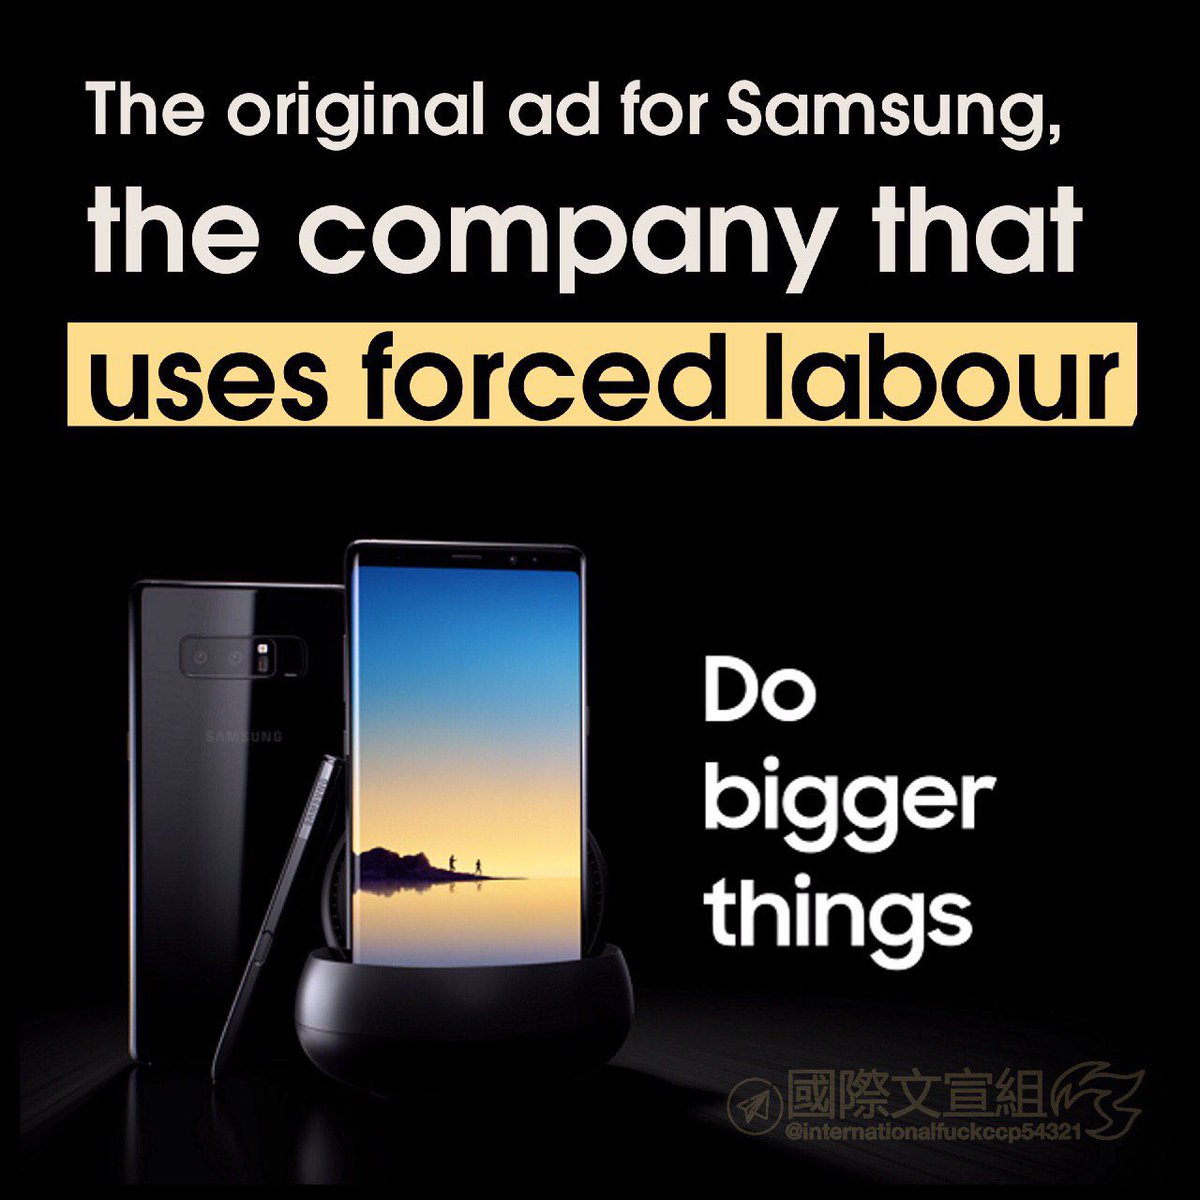 The original ad for Samsung,
the company that
uses forced labour
SAMSUNG
SAMSUNG
Do
bigger
things
國際文宣組
@internationalfuckccp54321